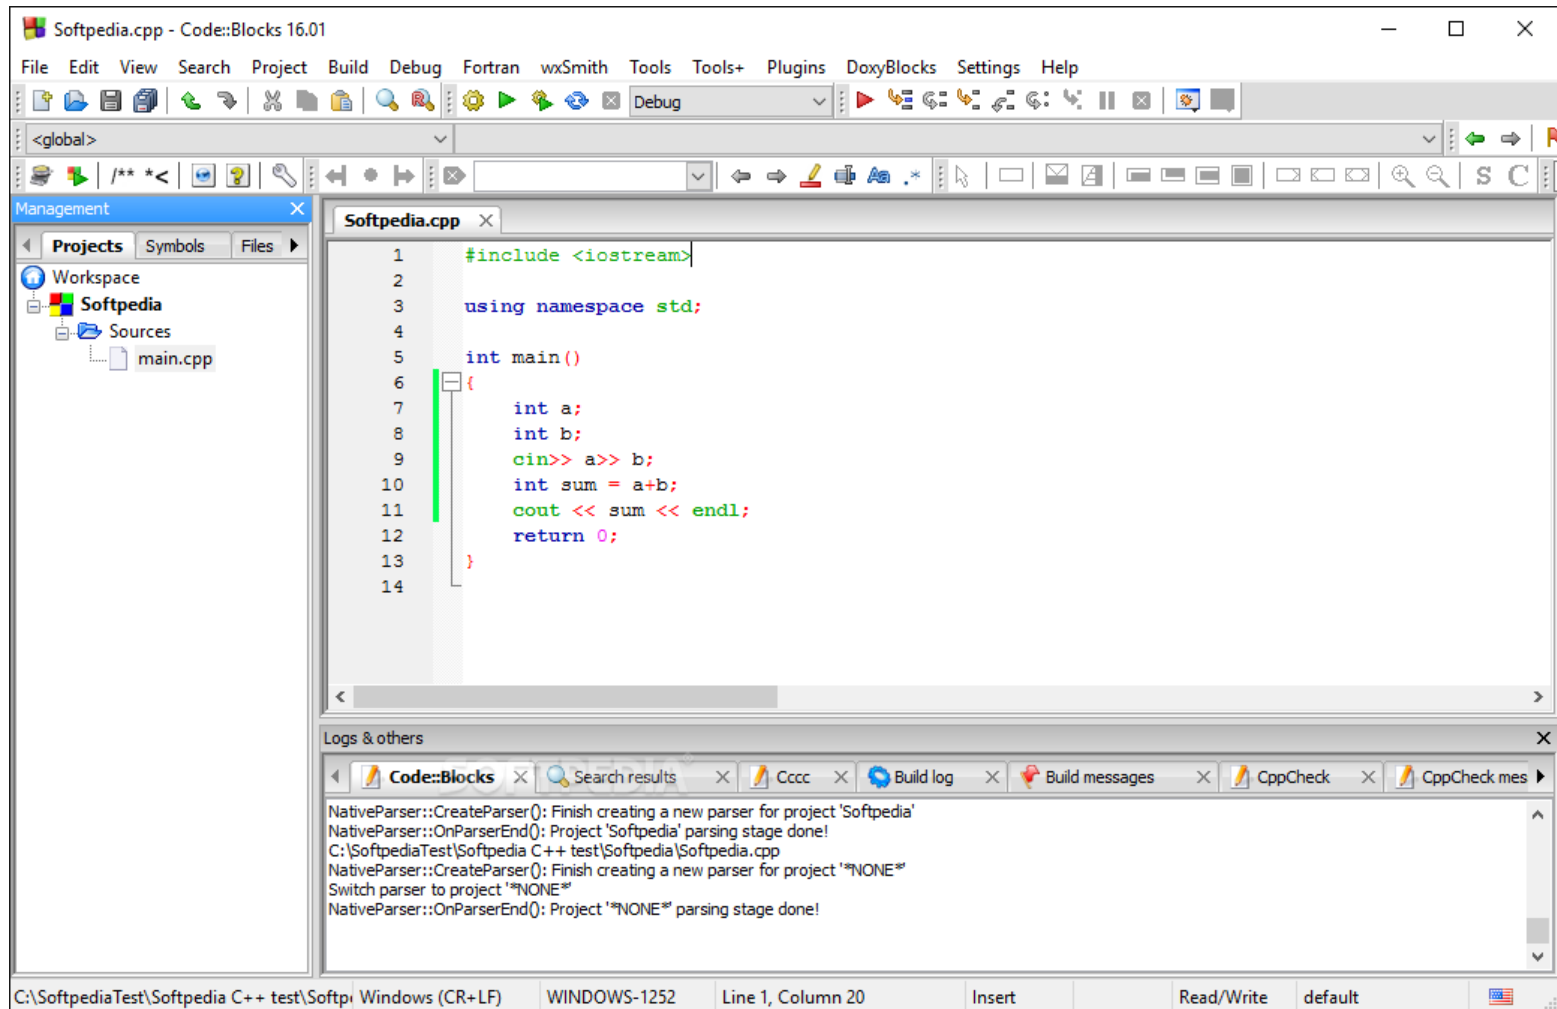 Softpedia.cpp - Code::Blocks 16.01
File Edit View Search Project Build Debug Fortran wxSmith Tools Tools+ Plugins DoxyBlocks Settings Help
Debug
<global>
/** *<
S C
Management
Projects Symbols Files
Workspace
Softpedia
Sources
main.cpp
Softpedia.cpp
1 #include <iostream>
2
3 using namespace std;
4
5 int main()
6 {
7 int a;
8 int b;
9 cin>> a>> b;
10 int sum = a+b;
11 cout << sum << endl;
12 return 0;
13 }
14
Logs & others
SOFTPEDIA
Code::Blocks Search results Cccc Build log Build messages CppCheck CppCheck mes
NativeParser::CreateParser(): Finish creating a new parser for project 'Softpedia'
NativeParser::OnParserEnd(): Project 'Softpedia' parsing stage done!
C:\SoftpediaTest\Softpedia C++ test\Softpedia\Softpedia.cpp
NativeParser::CreateParser(): Finish creating a new parser for project '*NONE*'
Switch parser to project '*NONE*'
NativeParser::OnParserEnd(): Project '*NONE*' parsing stage done!
C:\SoftpediaTest\Softpedia C++ test\Softp Windows (CR+LF) WINDOWS-1252 Line 1, Column 20 Insert Read/Write default